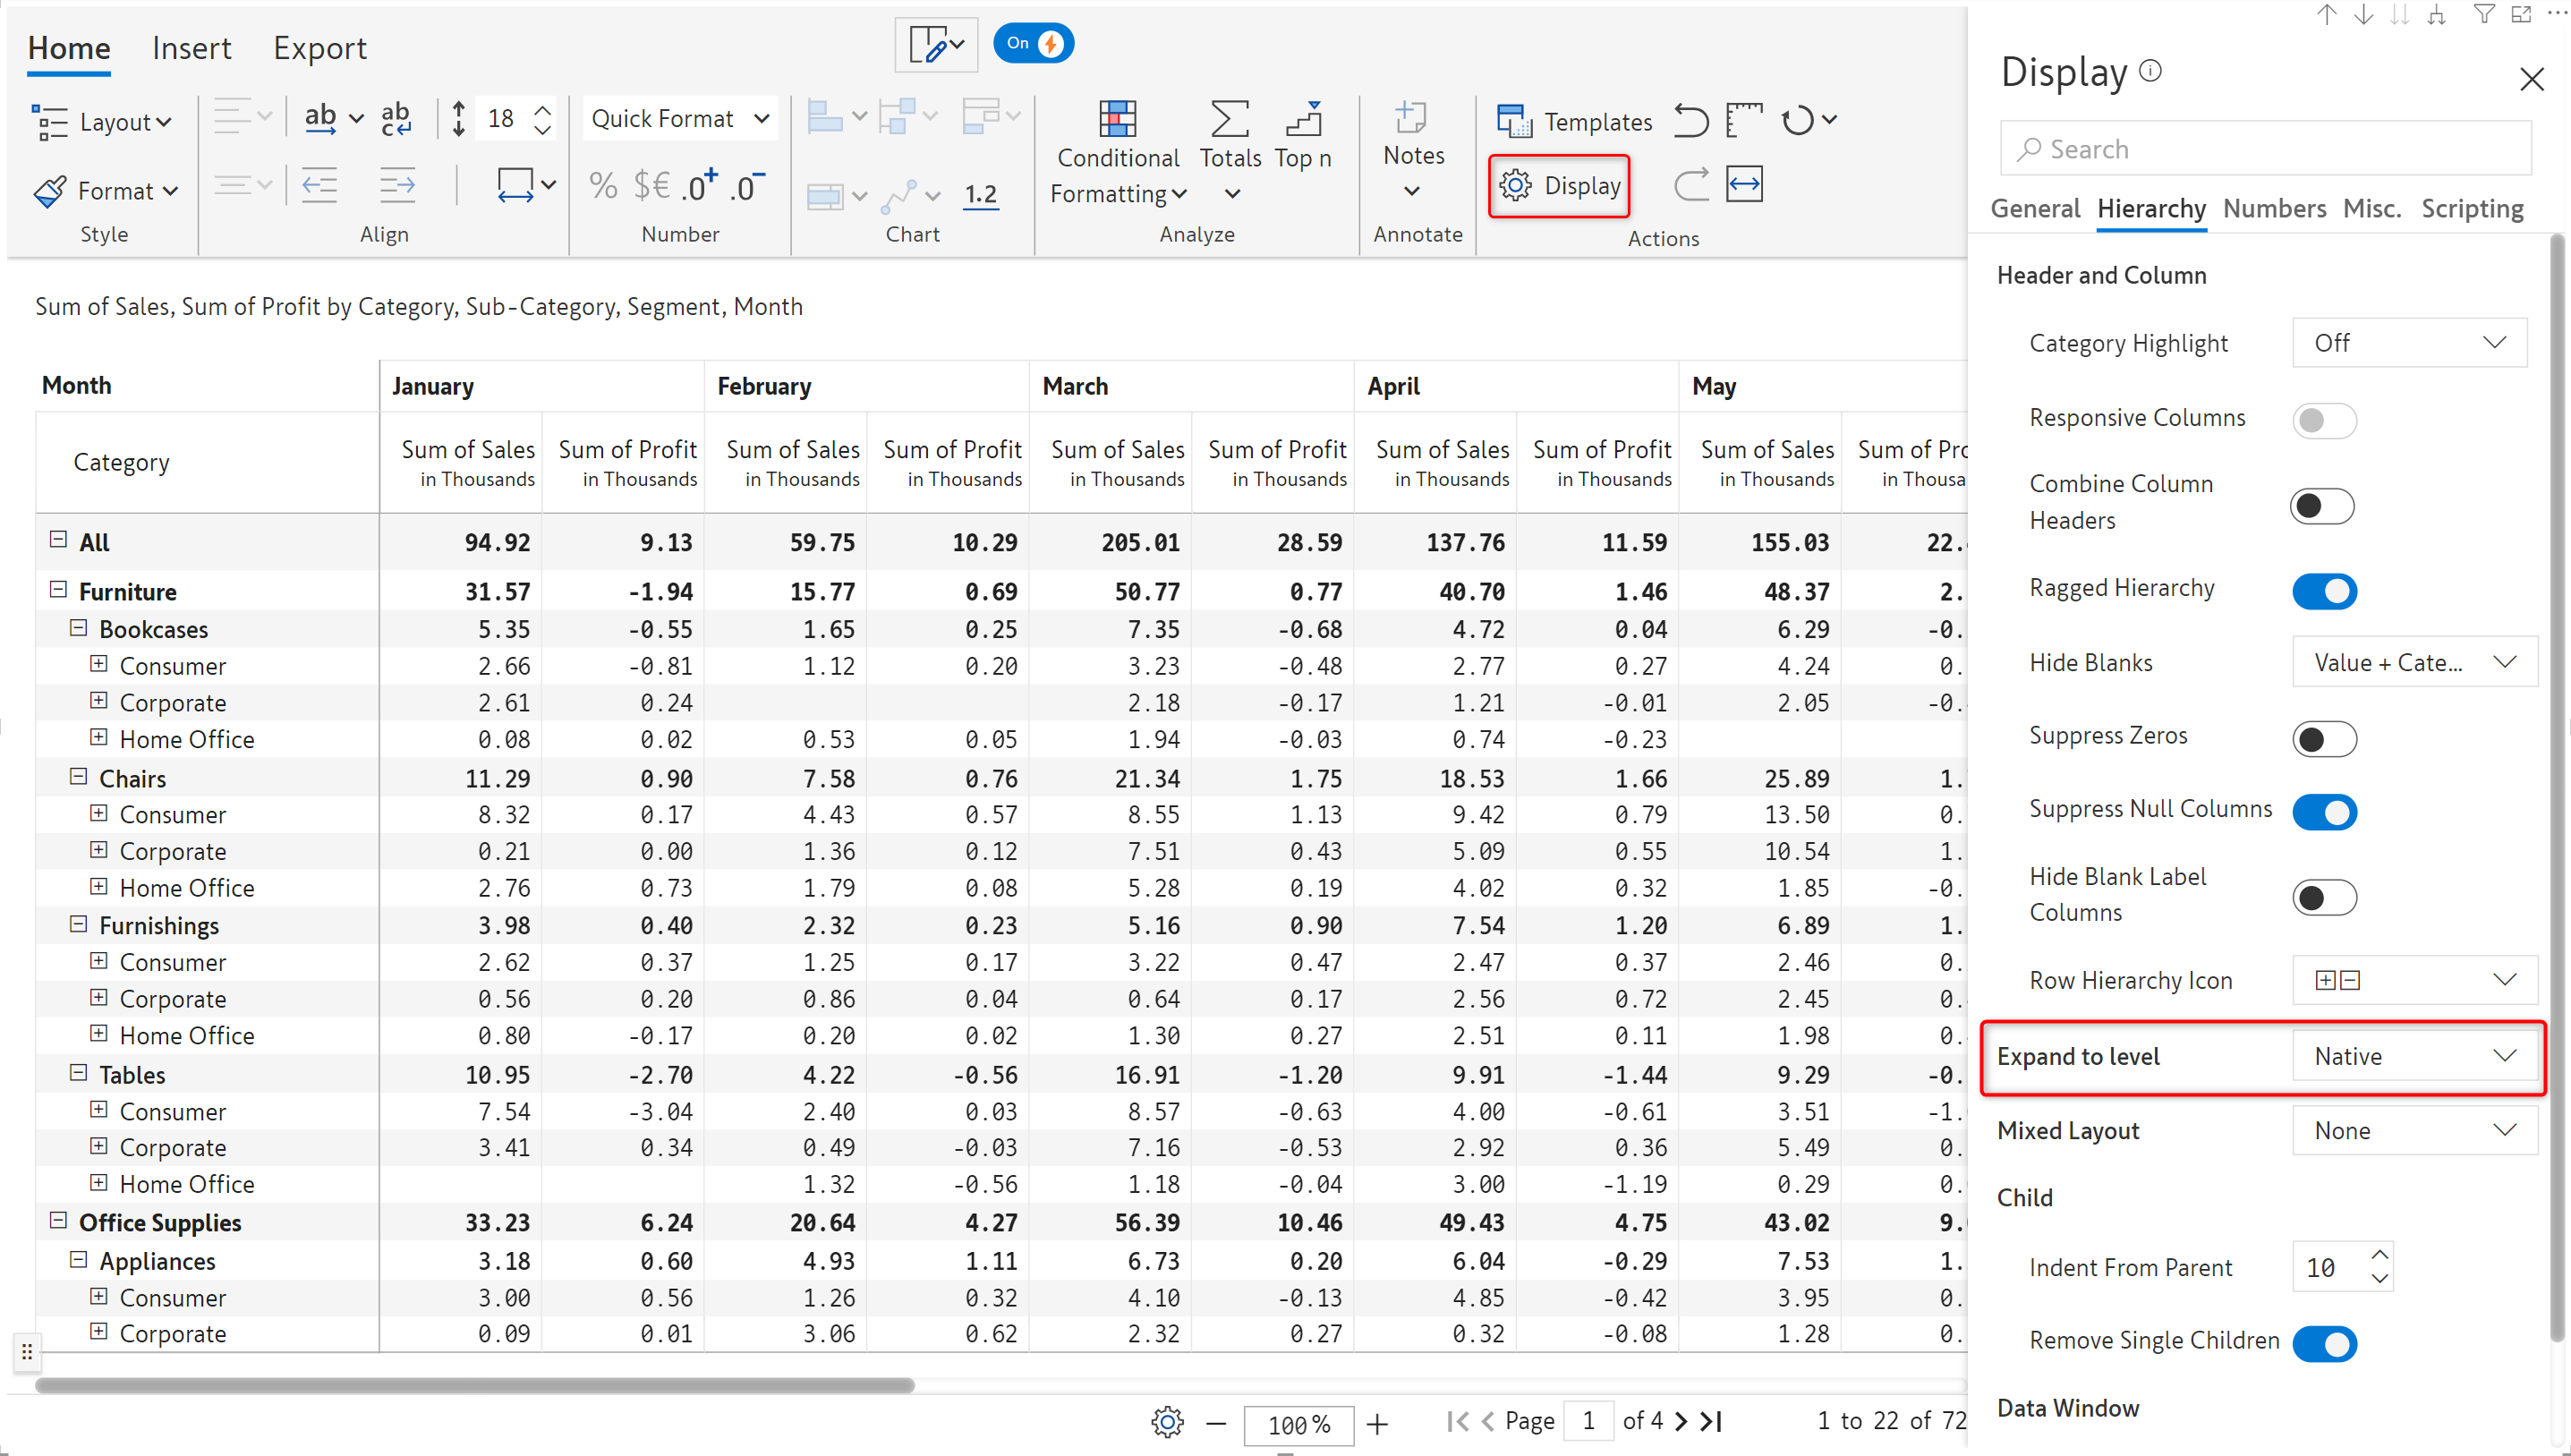 Home Insert Export On
Layout ab ab 18 Quick Format Conditional Formatting Totals Top n Notes Templates
c
Format % $€ .0+ .0- 1.2 Display
Style Align Number Chart Analyze Annotate Actions
Sum of Sales, Sum of Profit by Category, Sub-Category, Segment, Month
Month January February March April May
Category Sum of Sales Sum of Profit Sum of Sales Sum of Profit Sum of Sales Sum of Profit Sum of Sales Sum of Profit Sum of Sales Sum of Pro
in Thousands in Thousands in Thousands in Thousands in Thousands in Thousands in Thousands in Thousands in Thousands in Thousa
All 94.92 9.13 59.75 10.29 205.01 28.59 137.76 11.59 155.03 22.
Furniture 31.57 -1.94 15.77 0.69 50.77 0.77 40.70 1.46 48.37 2.
Bookcases 5.35 -0.55 1.65 0.25 7.35 -0.68 4.72 0.04 6.29 -0.
Consumer 2.66 -0.81 1.12 0.20 3.23 -0.48 2.77 0.27 4.24 0.
Corporate 2.61 0.24 2.18 -0.17 1.21 -0.01 2.05 -0.
Home Office 0.08 0.02 0.53 0.05 1.94 -0.03 0.74 -0.23
Chairs 11.29 0.90 7.58 0.76 21.34 1.75 18.53 1.66 25.89 1.
Consumer 8.32 0.17 4.43 0.57 8.55 1.13 9.42 0.79 13.50 0.
Corporate 0.21 0.00 1.36 0.12 7.51 0.43 5.09 0.55 10.54 1.
Home Office 2.76 0.73 1.79 0.08 5.28 0.19 4.02 0.32 1.85 -0.
Furnishings 3.98 0.40 2.32 0.23 5.16 0.90 7.54 1.20 6.89 1.
Consumer 2.62 0.37 1.25 0.17 3.22 0.47 2.47 0.37 2.46 0.
Corporate 0.56 0.20 0.86 0.04 0.64 0.17 2.56 0.72 2.45 0.
Home Office 0.80 -0.17 0.20 0.02 1.30 0.27 2.51 0.11 1.98 0.
Tables 10.95 -2.70 4.22 -0.56 16.91 -1.20 9.91 -1.44 9.29 -0.
Consumer 7.54 -3.04 2.40 0.03 8.57 -0.63 4.00 -0.61 3.51 -1.
Corporate 3.41 0.34 0.49 -0.03 7.16 -0.53 2.92 0.36 5.49 0.
Home Office 1.32 -0.56 1.18 -0.04 3.00 -1.19 0.29 0.
Office Supplies 33.23 6.24 20.64 4.27 56.39 10.46 49.43 4.75 43.02 9.
Appliances 3.18 0.60 4.93 1.11 6.73 0.20 6.04 -0.29 7.53 1.
Consumer 3.00 0.56 1.26 0.32 4.10 -0.13 4.85 -0.42 3.95 0.
Corporate 0.09 0.01 3.06 0.62 2.32 0.27 0.32 -0.08 1.28 0.
100 % Page 1 of 4 1 to 22 of 72
Display
Search
General Hierarchy Numbers Misc. Scripting
Header and Column
Category Highlight Off
Responsive Columns
Combine Column
Headers
Ragged Hierarchy
Hide Blanks Value + Cate...
Suppress Zeros
Suppress Null Columns
Hide Blank Label
Columns
Row Hierarchy Icon
Expand to level Native
Mixed Layout None
Child
Indent From Parent 10
Remove Single Children
Data Window